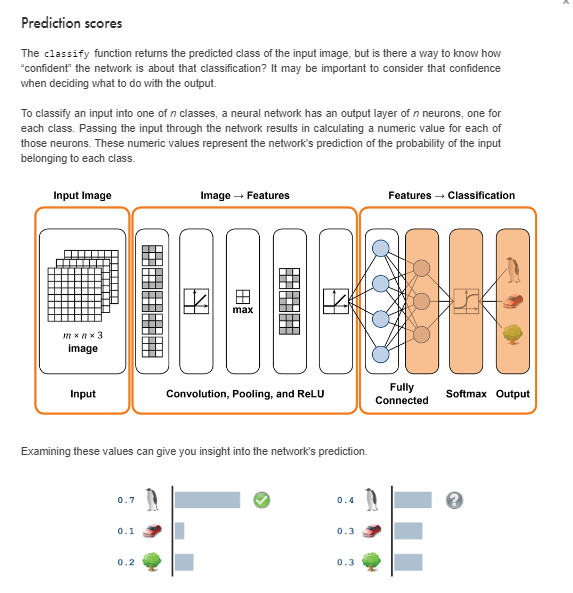 Prediction scores
The classify function returns the predicted class of the input image, but is there a way to know how
"confident" the network is about that classification? It may be important to consider that confidence
when deciding what to do with the output.
To classify an input into one of n classes, a neural network has an output layer of n neurons, one for
each class. Passing the input through the network results in calculating a numeric value for each of
those neurons. These numeric values represent the network's prediction of the probability of the input
belonging to each class.
Input Image Image → Features Features → Classification
max
m x n x 3
image
Input Convolution, Pooling, and ReLU Fully
Connected Softmax Output
Examining these values can give you insight into the network's prediction.
0.7 0.4
0.1 0.3
0.2 0.3